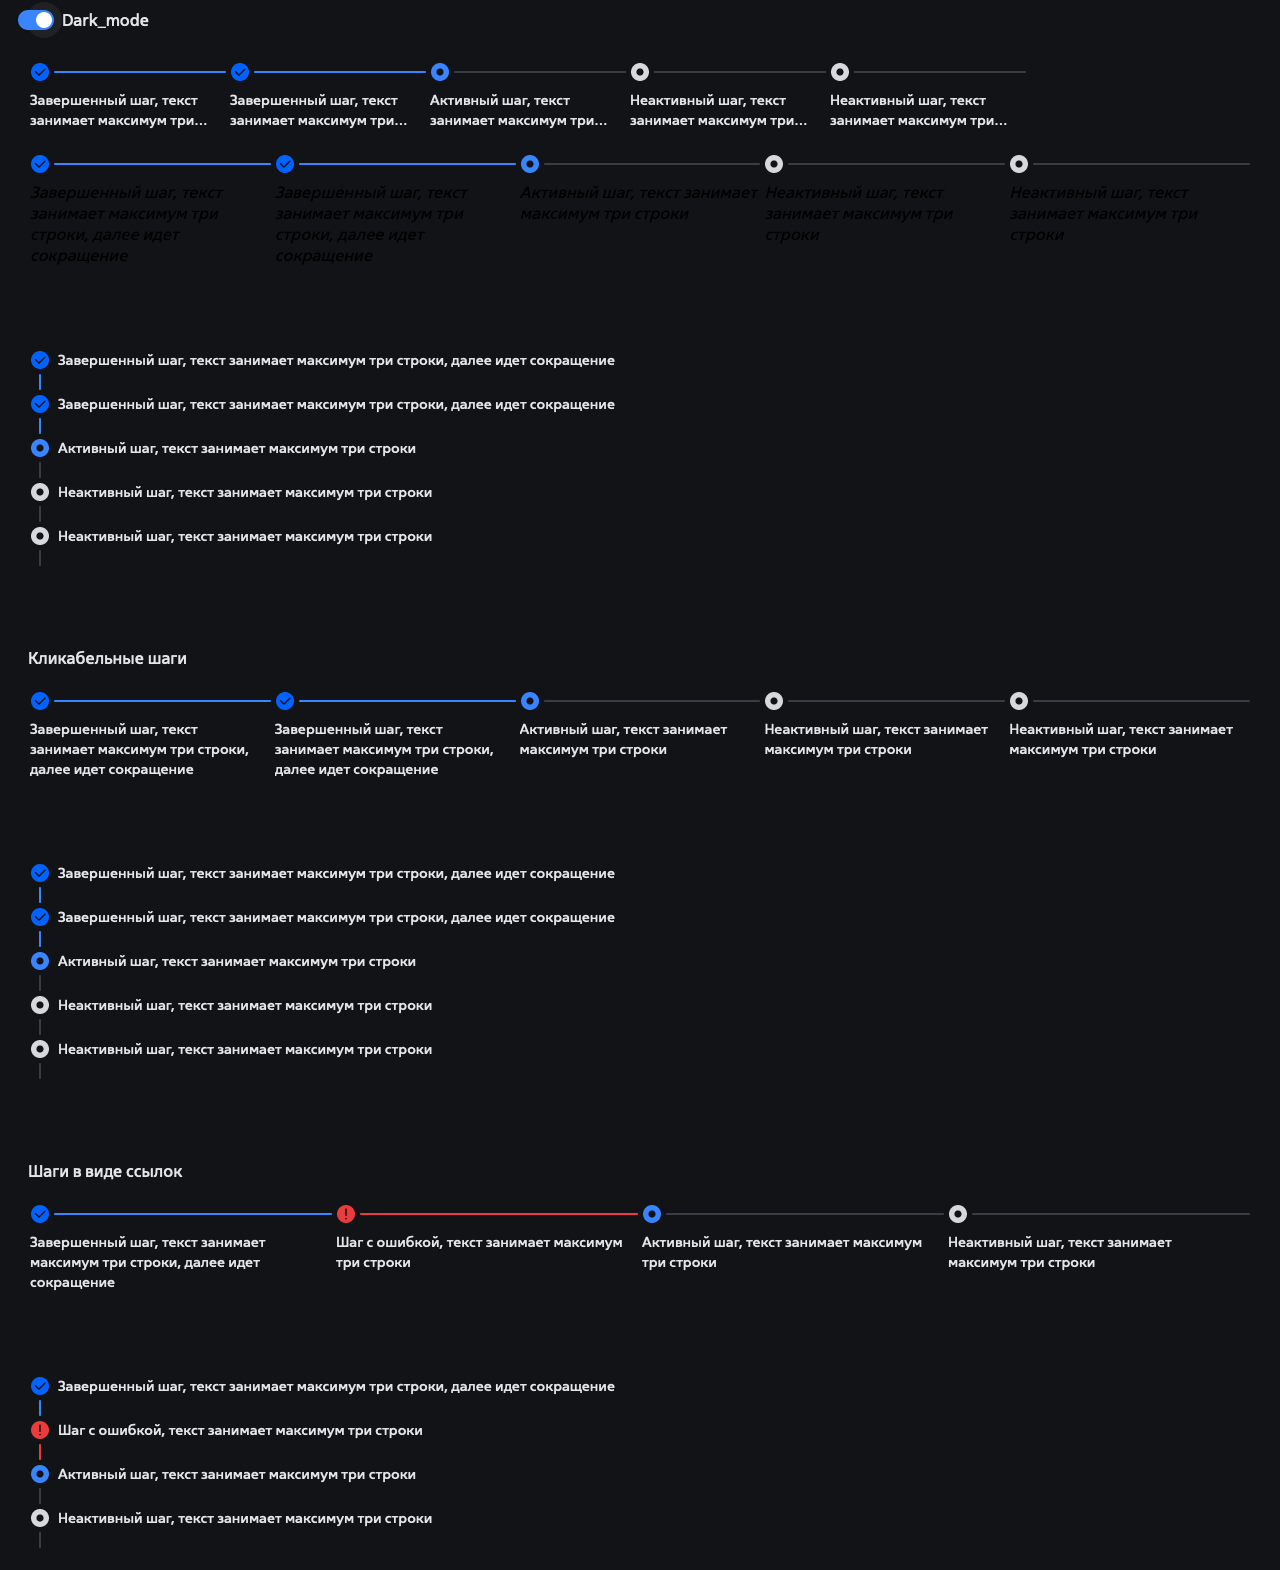 Dark_mode
Завершенный шаг, текст
занимает максимум три...
Завершенный шаг, текст
занимает максимум три...
Активный шаг, текст
занимает максимум три...
Неактивный шаг, текст
занимает максимум три...
Неактивный шаг, текст
занимает максимум три...
Завершенный шаг, текст
занимает максимум три
строки, далее идет
сокращение
Завершенный шаг, текст
занимает максимум три
строки, далее идет
сокращение
Активный шаг, текст занимает
максимум три строки
Неактивный шаг, текст
занимает максимум три
строки
Неактивный шаг, текст
занимает максимум три
строки
Завершенный шаг, текст занимает максимум три строки, далее идет сокращение
Завершенный шаг, текст занимает максимум три строки, далее идет сокращение
Активный шаг, текст занимает максимум три строки
Неактивный шаг, текст занимает максимум три строки
Неактивный шаг, текст занимает максимум три строки
Кликабельные шаги
Завершенный шаг, текст
занимает максимум три строки,
далее идет сокращение
Завершенный шаг, текст
занимает максимум три строки,
далее идет сокращение
Активный шаг, текст занимает
максимум три строки
Неактивный шаг, текст занимает
максимум три строки
Неактивный шаг, текст занимает
максимум три строки
Завершенный шаг, текст занимает максимум три строки, далее идет сокращение
Завершенный шаг, текст занимает максимум три строки, далее идет сокращение
Активный шаг, текст занимает максимум три строки
Неактивный шаг, текст занимает максимум три строки
Неактивный шаг, текст занимает максимум три строки
Шаги в виде ссылок
Завершенный шаг, текст занимает
максимум три строки, далее идет
сокращение
Шаг с ошибкой, текст занимает максимум
три строки
Активный шаг, текст занимает максимум
три строки
Неактивный шаг, текст занимает
максимум три строки
Завершенный шаг, текст занимает максимум три строки, далее идет сокращение
Шаг с ошибкой, текст занимает максимум три строки
Активный шаг, текст занимает максимум три строки
Неактивный шаг, текст занимает максимум три строки